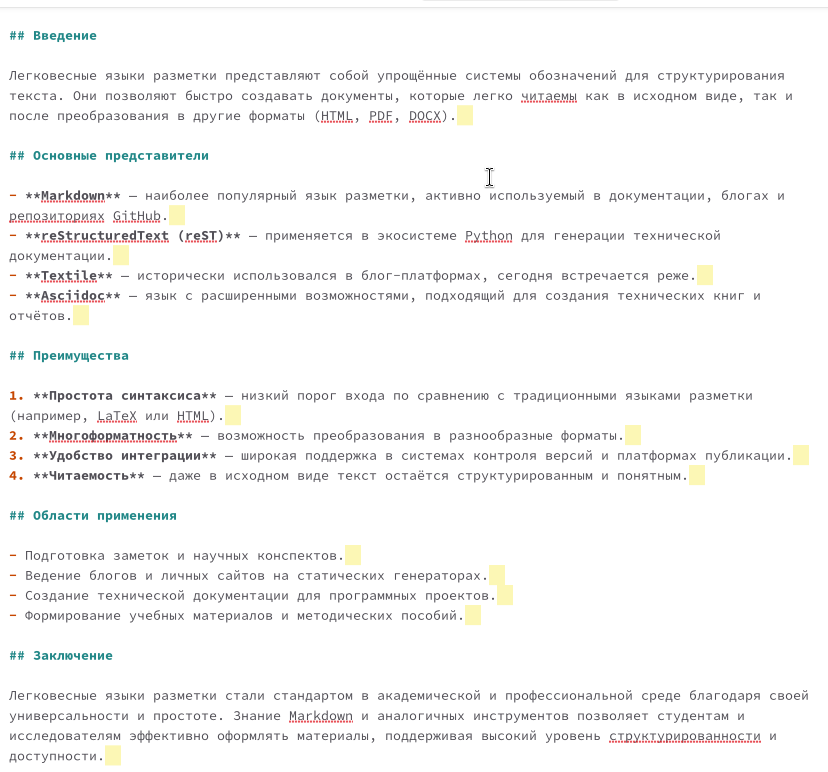 ## Введение
Легковесные языки разметки представляют собой упрощённые системы обозначений для структурирования
текста. Они позволяют быстро создавать документы, которые легко читаемы как в исходном виде, так и
после преобразования в другие форматы (HTML, PDF, DOCX).
## Основные представители
- **Markdown** — наиболее популярный язык разметки, активно используемый в документации, блогах и
репозиториях GitHub.
- **reStructuredText (reST)** — применяется в экосистеме Python для генерации технической
документации.
- **Textile** — исторически использовался в блог-платформах, сегодня встречается реже.
- **Asciidoc** — язык с расширенными возможностями, подходящий для создания технических книг и
отчётов.
## Преимущества
1. **Простота синтаксиса** — низкий порог входа по сравнению с традиционными языками разметки
(например, LaTeX или HTML).
2. **Многоформатность** — возможность преобразования в разнообразные форматы.
3. **Удобство интеграции** — широкая поддержка в системах контроля версий и платформах публикации.
4. **Читаемость** — даже в исходном виде текст остаётся структурированным и понятным.
## Области применения
- Подготовка заметок и научных конспектов.
- Ведение блогов и личных сайтов на статических генераторах.
- Создание технической документации для программных проектов.
- Формирование учебных материалов и методических пособий.
## Заключение
Легковесные языки разметки стали стандартом в академической и профессиональной среде благодаря своей
универсальности и простоте. Знание Markdown и аналогичных инструментов позволяет студентам и
исследователям эффективно оформлять материалы, поддерживая высокий уровень структурированности и
доступности.